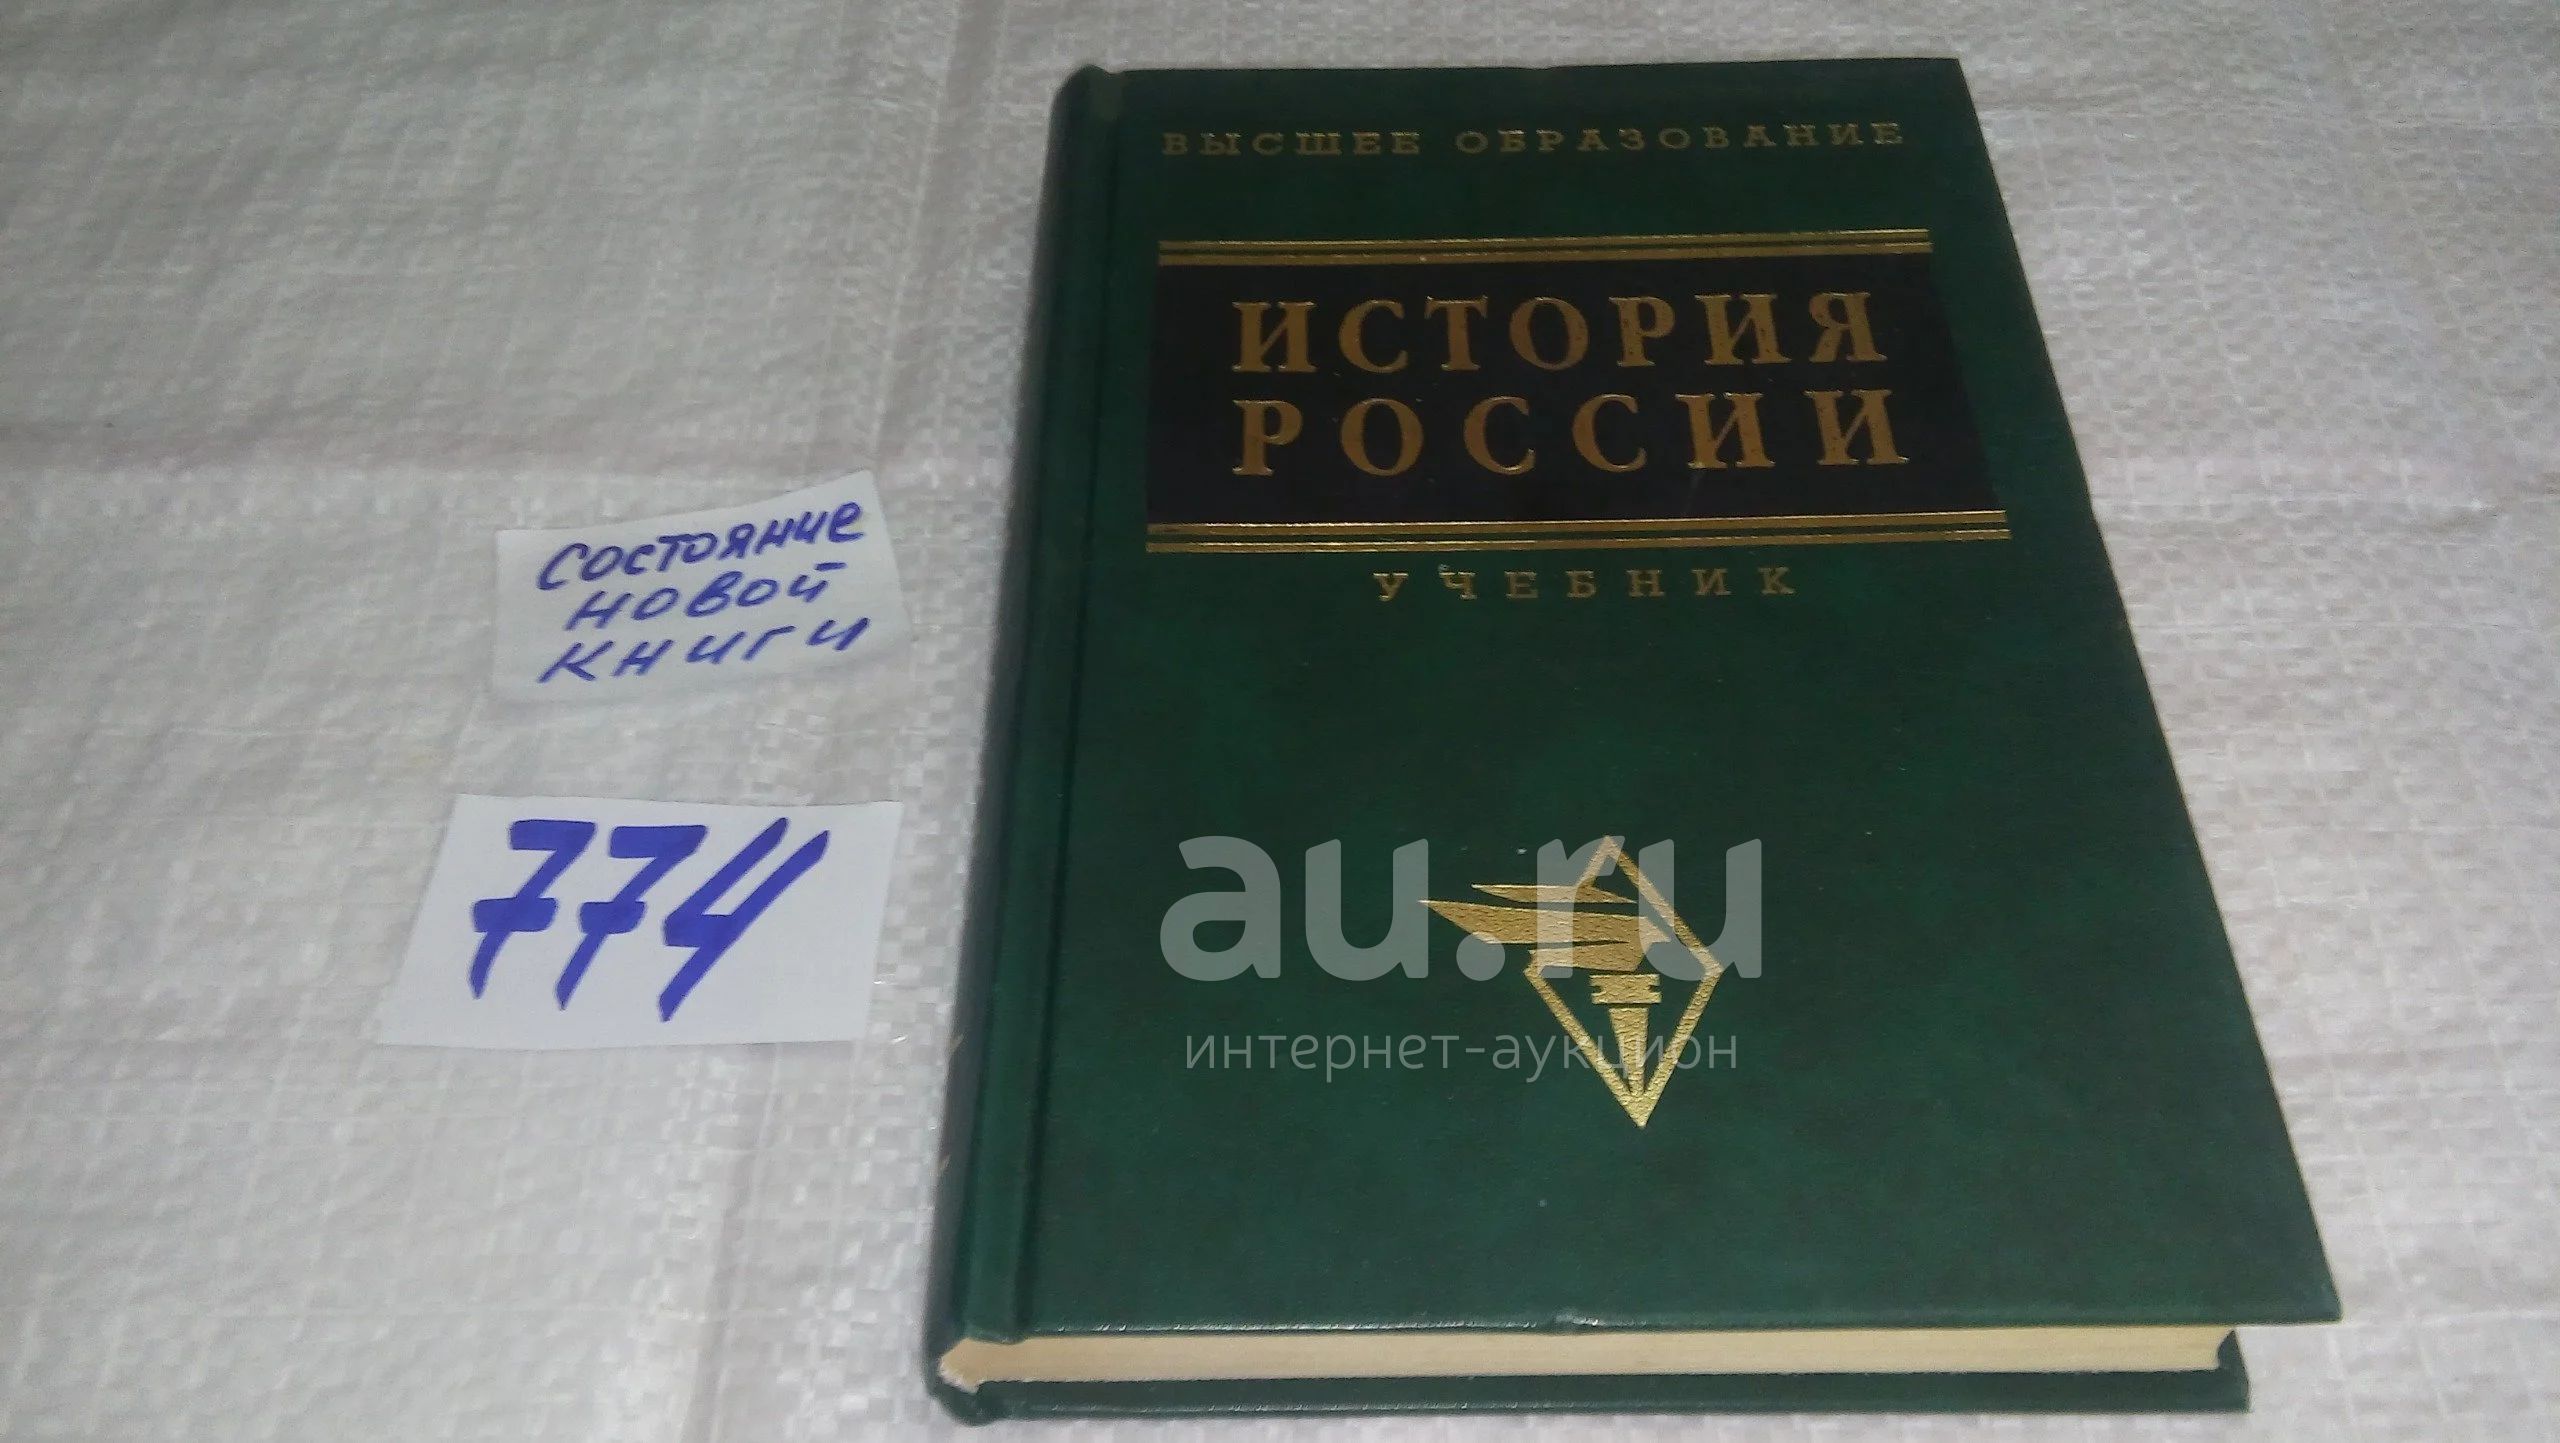 ВЫСШЕЕ ОБРАЗОВАНИЕ
ИСТОРИЯ
РОССИИ
УЧЕБНИК
состояние
новой
книги
774
au.ru
интернет-аукцион